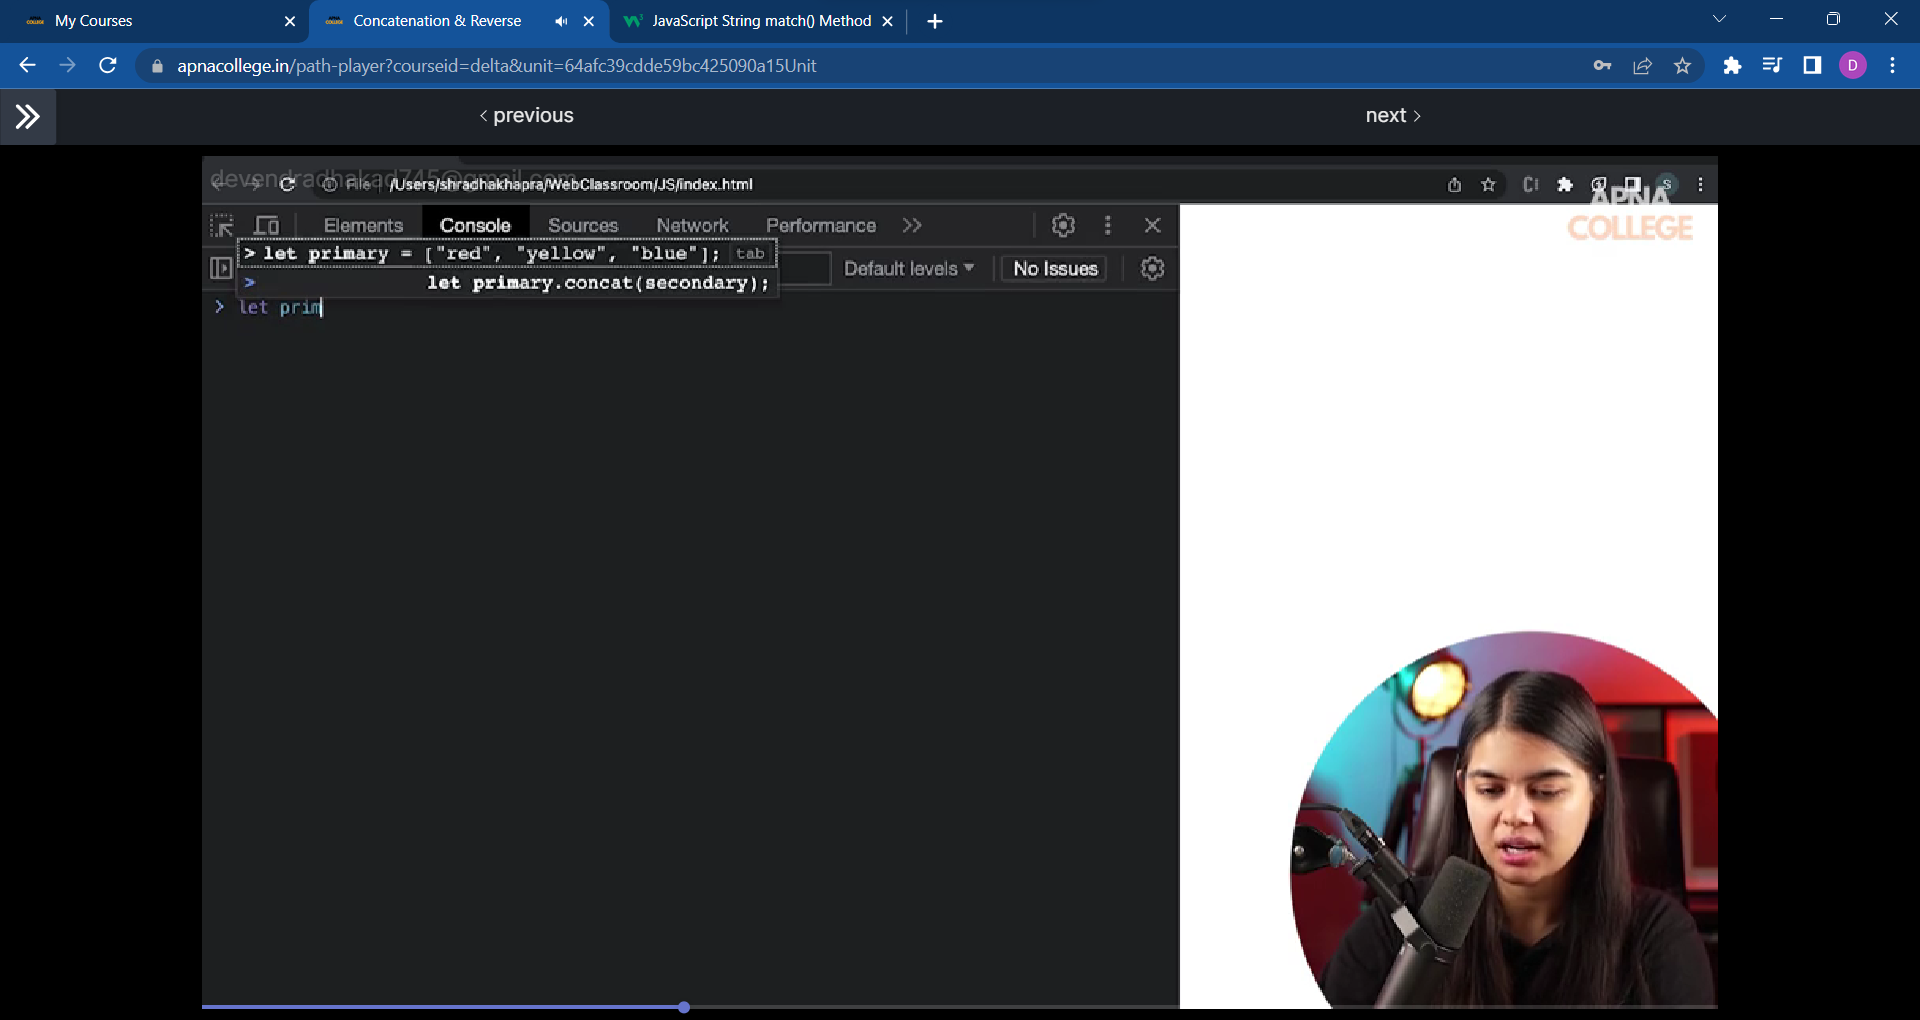 My Courses
Concatenation & Reverse
JavaScript String match() Method
apnacollege.in/path-player?courseid=delta&unit=64afc39cdde59bc425090a15Unit
D
< previous
next >
devendradhakad745@gmail.com
File
/Users/shradhakhapra/WebClassroom/JS/index.html
S
APNA
COLLEGE
Elements
Console
Sources
Network
Performance
> let primary = ["red", "yellow", "blue"]; tab
> let primary.concat(secondary);
Default levels
No Issues
> let prim